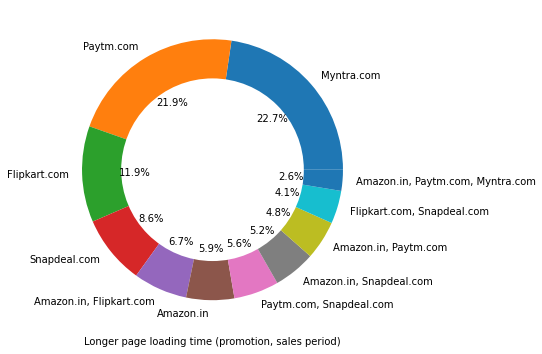 Paytm.com
Myntra.com
21.9%
22.7%
Flipkart.com
11.9%
2.6%
Amazon.in, Paytm.com, Myntra.com
4.1%
Flipkart.com, Snapdeal.com
8.6%
4.8%
5.2%
6.7%
5.9%
5.6%
Amazon.in, Paytm.com
Snapdeal.com
Amazon.in, Snapdeal.com
Amazon.in, Flipkart.com
Paytm.com, Snapdeal.com
Amazon.in
Longer page loading time (promotion, sales period)